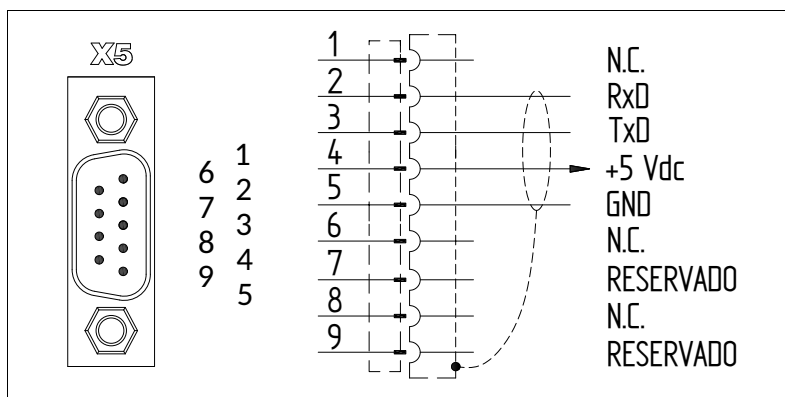 X5
6
7
8
9
1
2
3
4
5
1 N.C.
2 RxD
3 TxD
4 +5 Vdc
5 GND
6 N.C.
7 RESERVADO
8 N.C.
9 RESERVADO